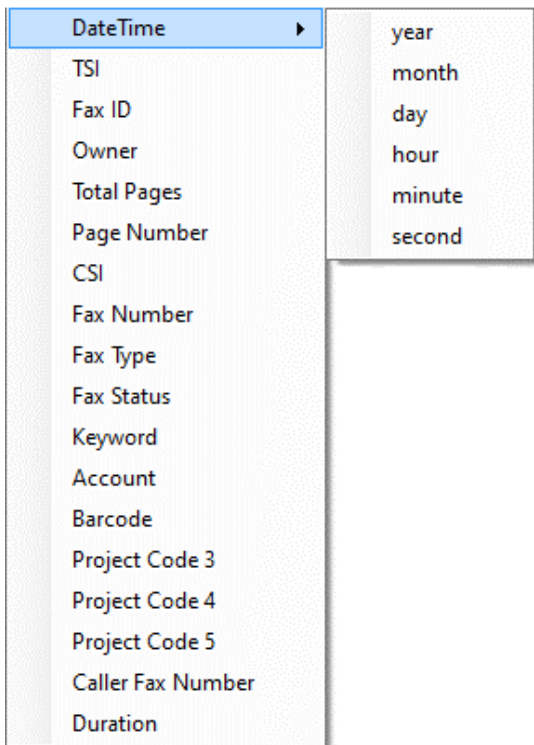 DateTime
TSI
Fax ID
Owner
Total Pages
Page Number
CSI
Fax Number
Fax Type
Fax Status
Keyword
Account
Barcode
Project Code 3
Project Code 4
Project Code 5
Caller Fax Number
Duration
year
month
day
hour
minute
second